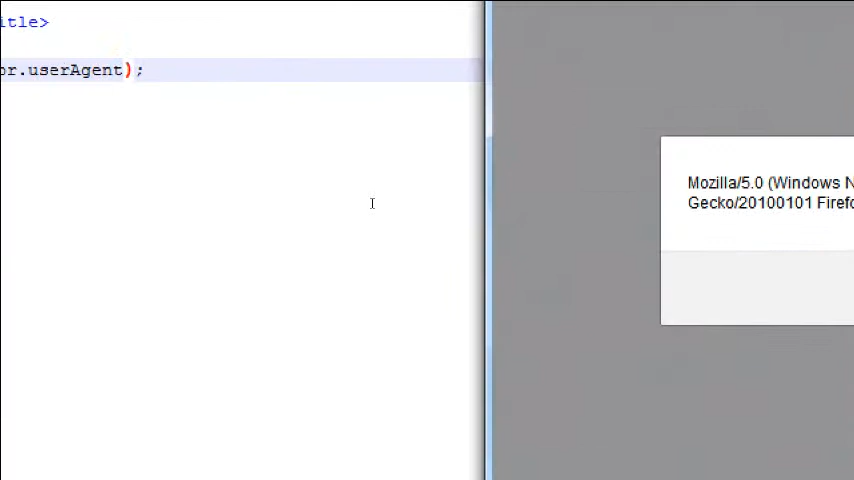 itle>
or.userAgent);
Mozilla/5.0 (Windows N
Gecko/20100101 Firefo